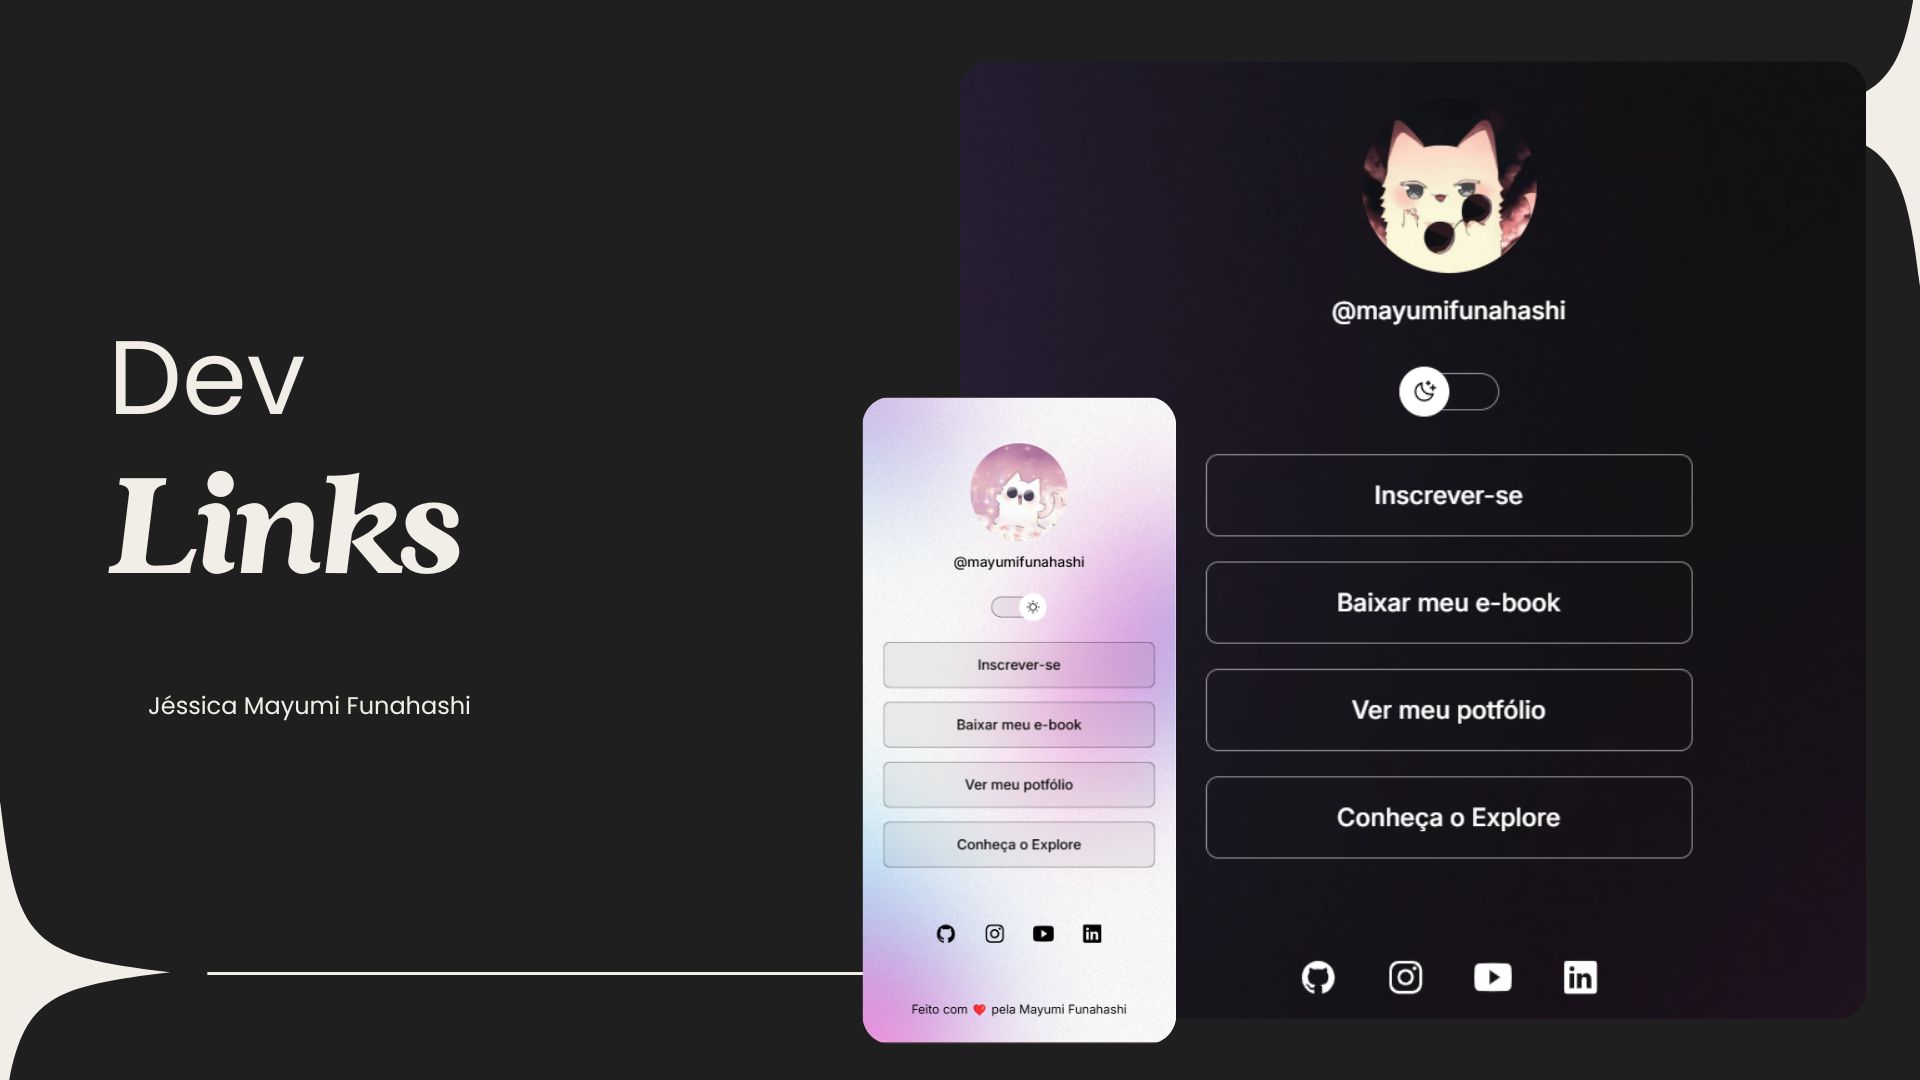 Dev
Links
Jéssica Mayumi Funahashi
@mayumifunahashi
Inscrever-se
Baixar meu e-book
Ver meu potfólio
Conheça o Explore
Feito com ❤️ pela Mayumi Funahashi
@mayumifunahashi
Inscrever-se
Baixar meu e-book
Ver meu potfólio
Conheça o Explore